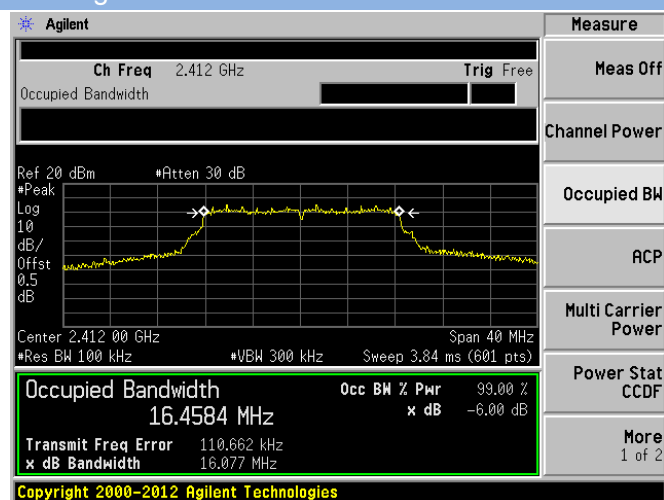 Agilent
Measure
Ch Freq 2.412 GHz Trig Free
Occupied Bandwidth
Meas Off
Channel Power
Occupied BW
ACP
Multi Carrier
Power
Power Stat
CCDF
More
1 of 2
Ref 20 dBm #Atten 30 dB
#Peak
Log
10
dB/
Offst
0.5
dB
Center 2.412 00 GHz Span 40 MHz
#Res BW 100 kHz #VBW 300 kHz Sweep 3.84 ms (601 pts)
Occupied Bandwidth Occ BW % Pwr 99.00 %
16.4584 MHz x dB -6.00 dB
Transmit Freq Error 110.662 kHz
x dB Bandwidth 16.077 MHz
Copyright 2000-2012 Agilent Technologies